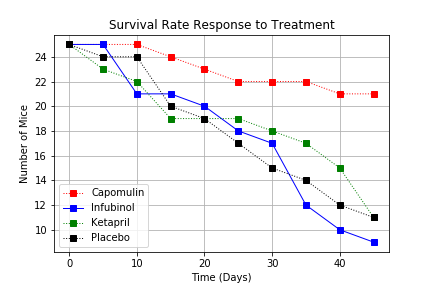 Survival Rate Response to Treatment
Number of Mice
24
22
20
18
16
14
12
10
Capomulin
Infubinol
Ketapril
Placebo
0 10 20 30 40
Time (Days)